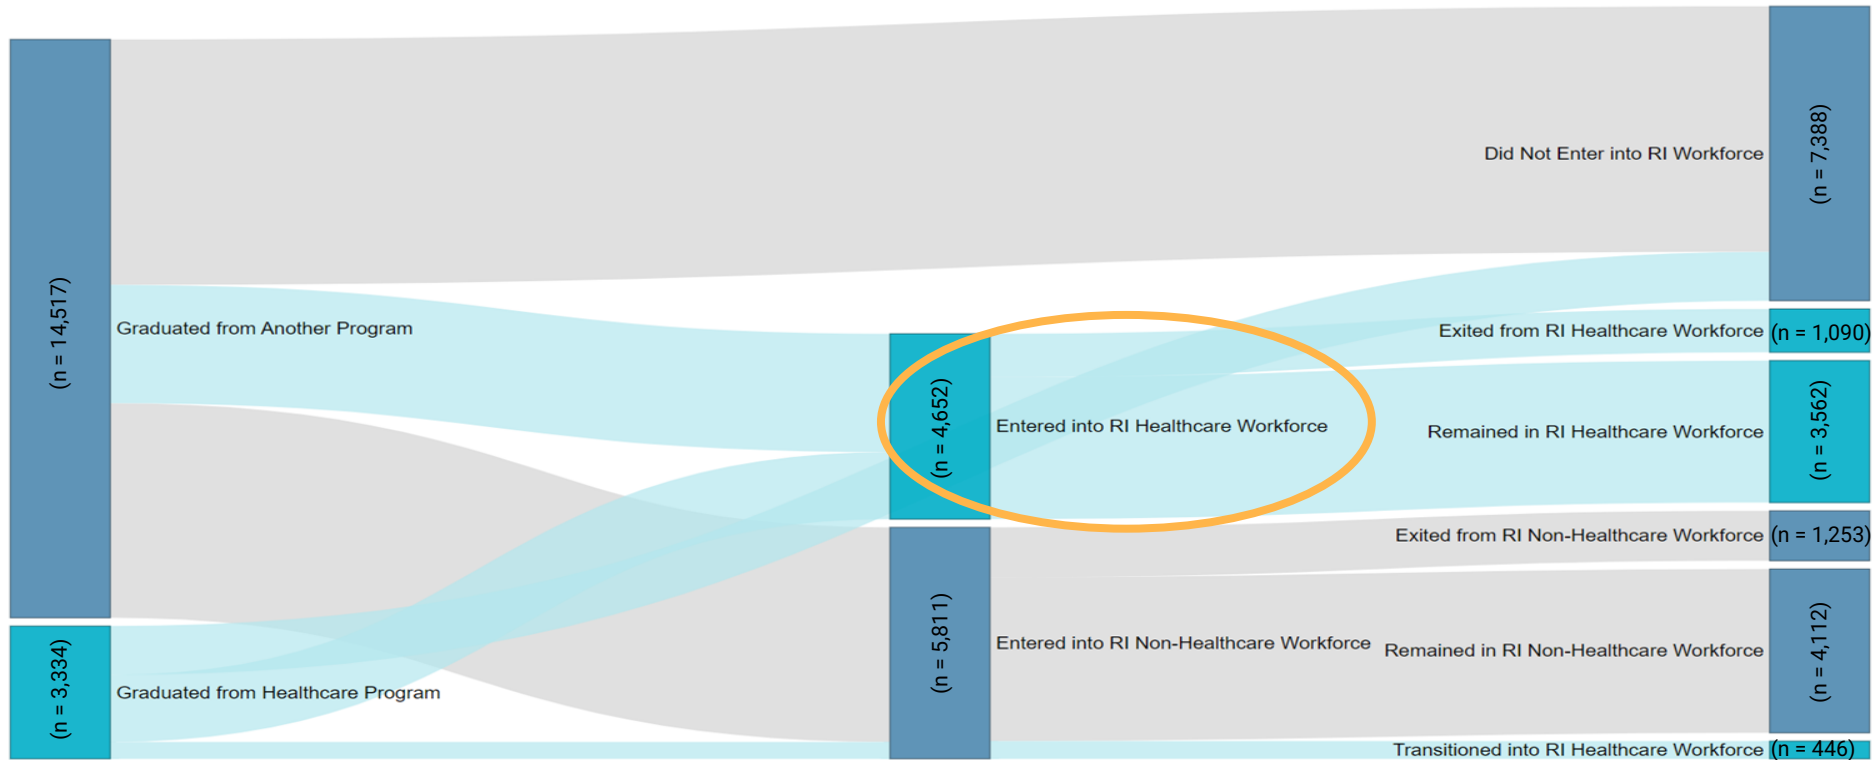 (n = 14,517)
Graduated from Another Program
(n = 3,334)
Graduated from Healthcare Program
(n = 4,652)
Entered into RI Healthcare Workforce
(n = 5,811)
Entered into RI Non-Healthcare Workforce
Did Not Enter into RI Workforce
(n = 7,388)
Exited from RI Healthcare Workforce
(n = 1,090)
Remained in RI Healthcare Workforce
(n = 3,562)
Exited from RI Non-Healthcare Workforce
(n = 1,253)
Remained in RI Non-Healthcare Workforce
(n = 4,112)
Transitioned into RI Healthcare Workforce
(n = 446)